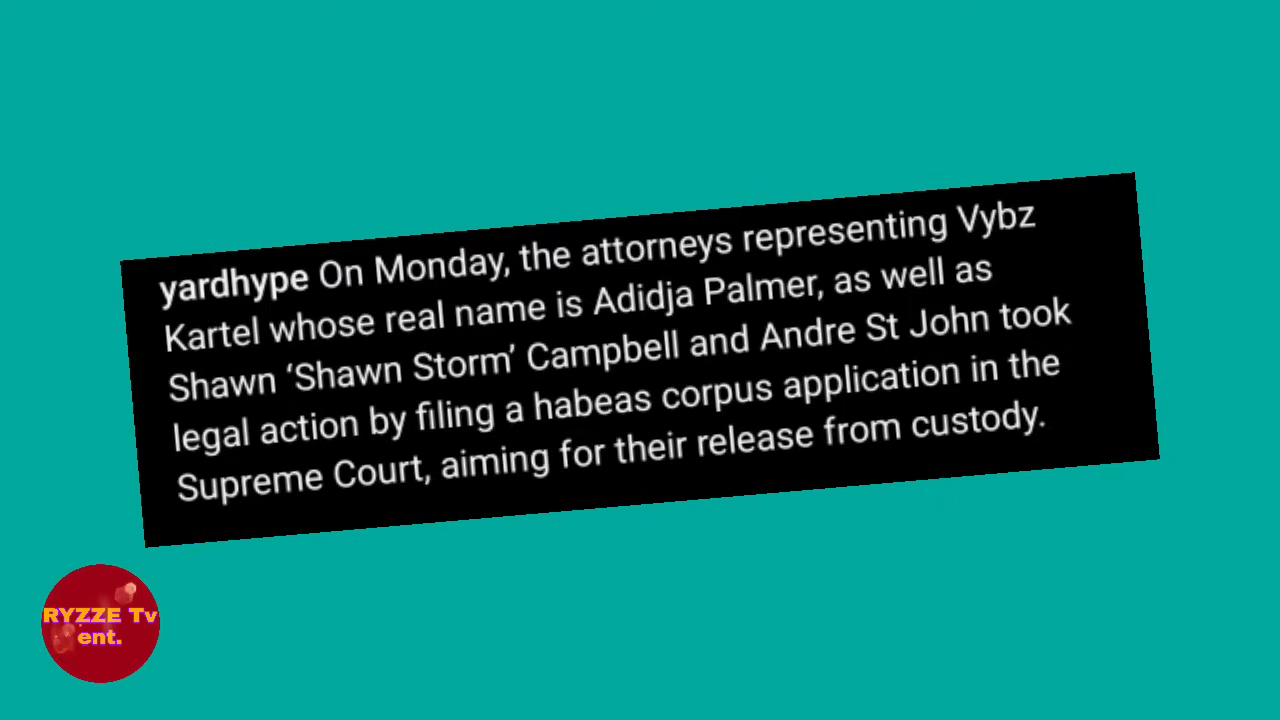 yardhype On Monday, the attorneys representing Vybz
Kartel whose real name is Adidja Palmer, as well as
Shawn ‘Shawn Storm’ Campbell and Andre St John took
legal action by filing a habeas corpus application in the
Supreme Court, aiming for their release from custody.
RYZZE Tv
ent.